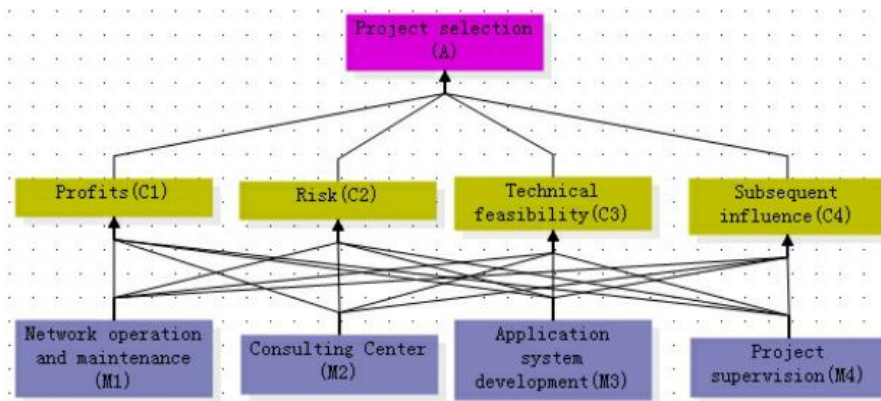 Project selection
(A)
Profits(C1)
Risk(C2)
Technical
feasibility(C3)
Subsequent
influence(C4)
Network operation
and maintenance
(M1)
Consulting Center
(M2)
Application
system
development(M3)
Project
supervision(M4)